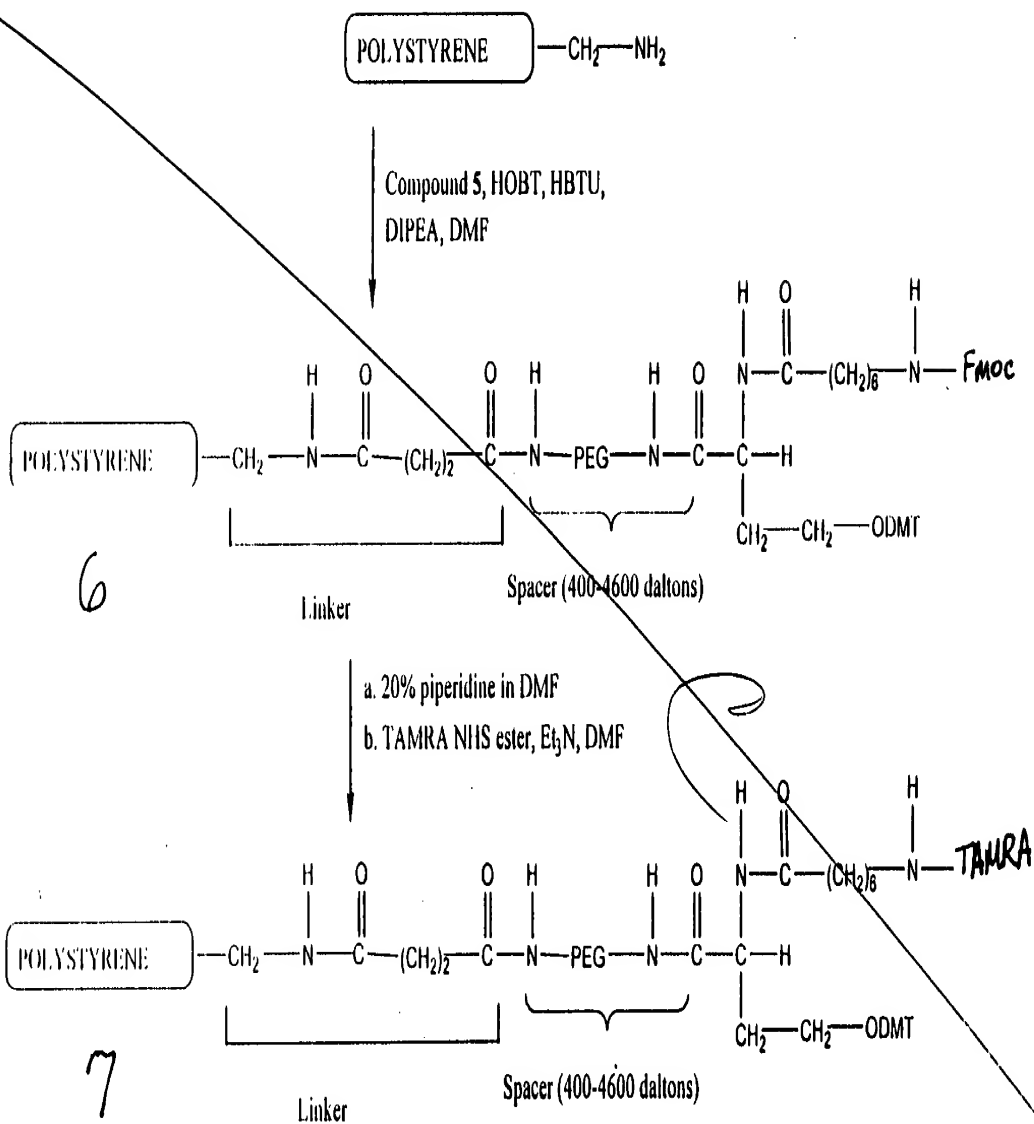 POLYSTYRENE —CH₂—NH₂
Compound 5, HOBT, HBTU,
DIPEA, DMF
H O H
N—C—(CH₂)₆—N—Fmoc
H O O H H O
POLYSTYRENE —CH₂—N—C—(CH₂)₂—C—N—PEG—N—C—C—H
CH₂—CH₂—ODMT
6
Linker
Spacer (400-4600 daltons)
a. 20% piperidine in DMF
b. TAMRA NHS ester, Et₃N, DMF
H O H
N—C—(CH₂)₆—N—TAMRA
H O O H H O
POLYSTYRENE —CH₂—N—C—(CH₂)₂—C—N—PEG—N—C—C—H
CH₂—CH₂—ODMT
7
Linker
Spacer (400-4600 daltons)